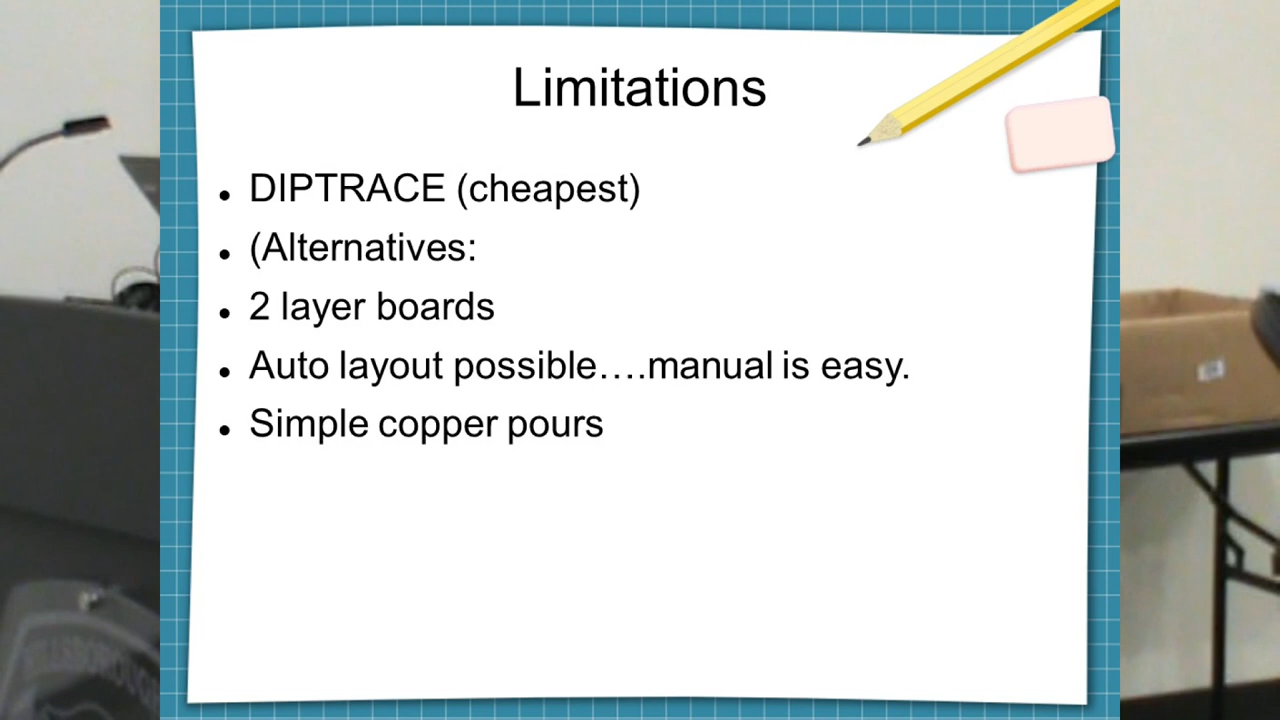 Limitations
DIPTRACE (cheapest)
(Alternatives:
2 layer boards
Auto layout possible….manual is easy.
Simple copper pours